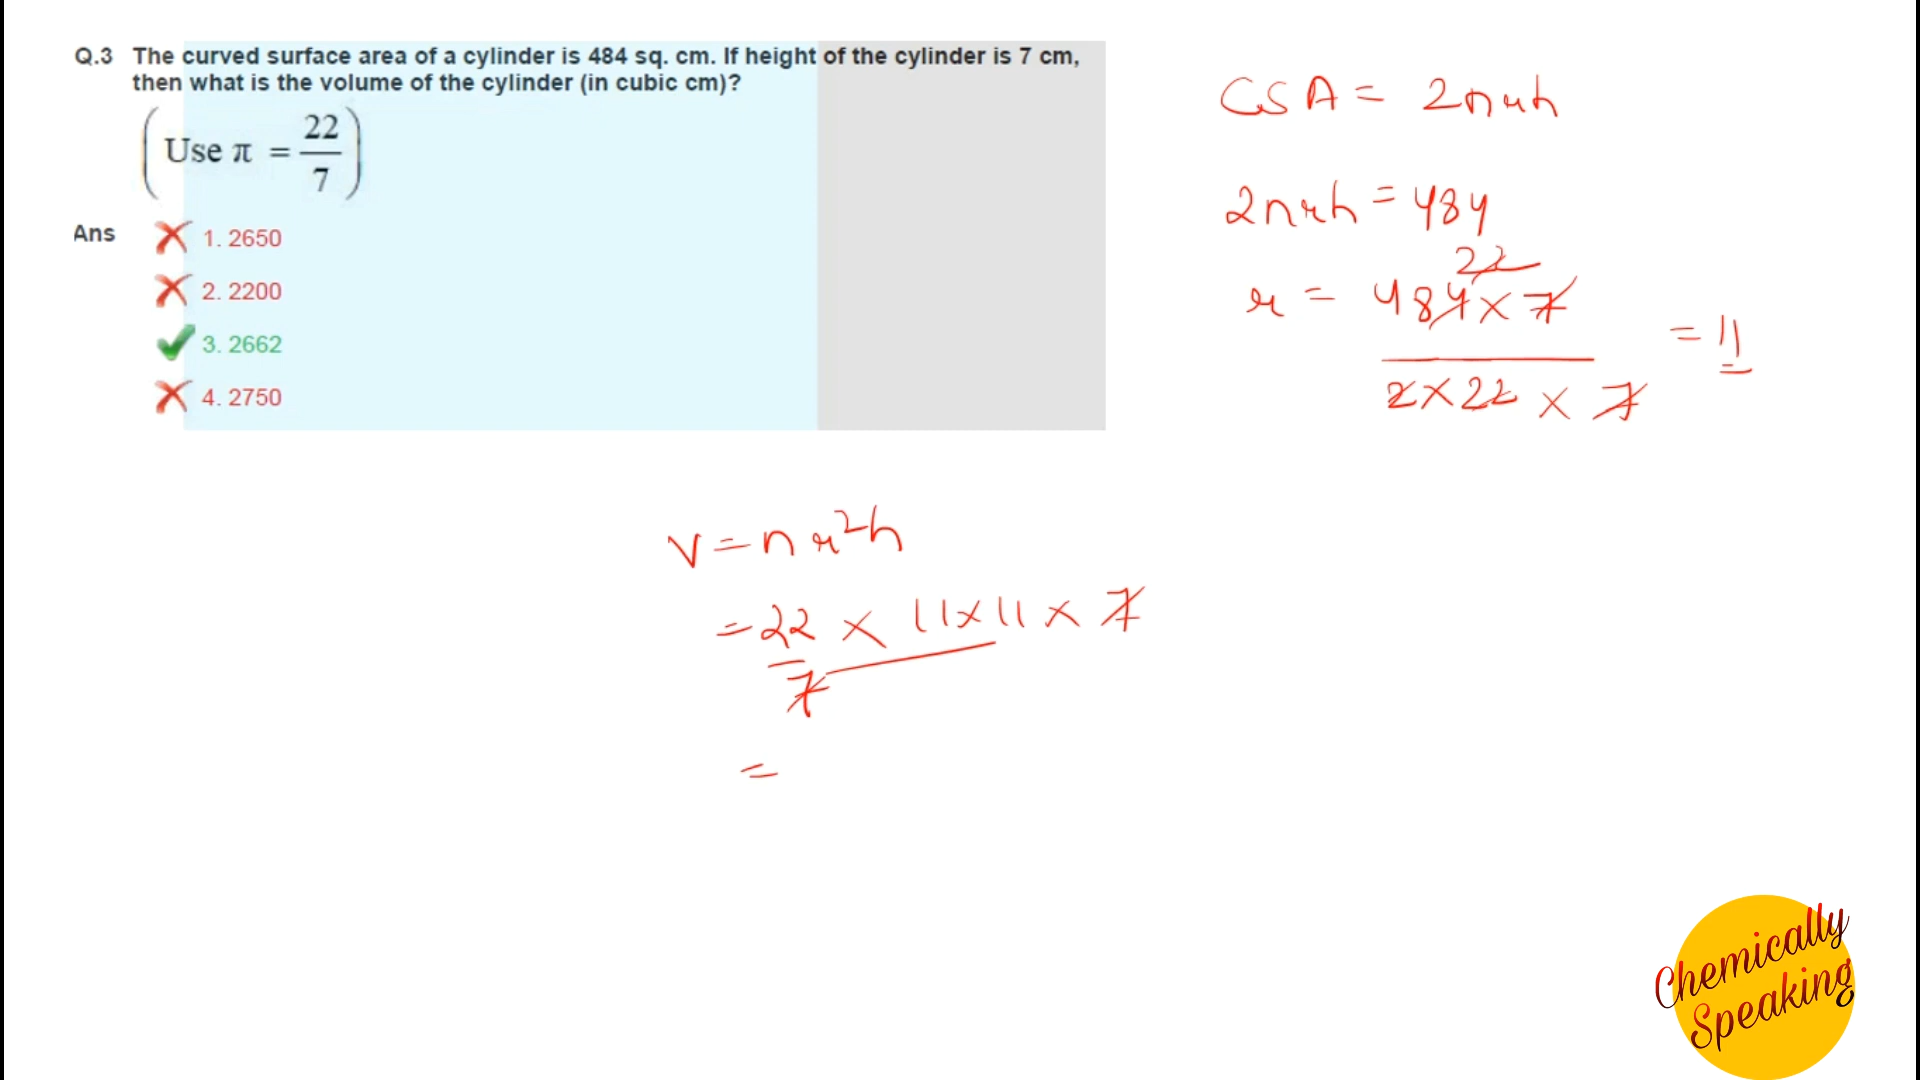 Q.3 The curved surface area of a cylinder is 484 sq. cm. If height of the cylinder is 7 cm,
then what is the volume of the cylinder (in cubic cm)?
(Use π = 22/7)
Ans
1. 2650
2. 2200
3. 2662
4. 2750
CSA = 2πrh
2πrh = 484
22
r = 484 × 7 / 2 × 22 × 7 = 11
V = πr²h
= 22/7 × 11 × 11 × 7
=
Chemically
Speaking